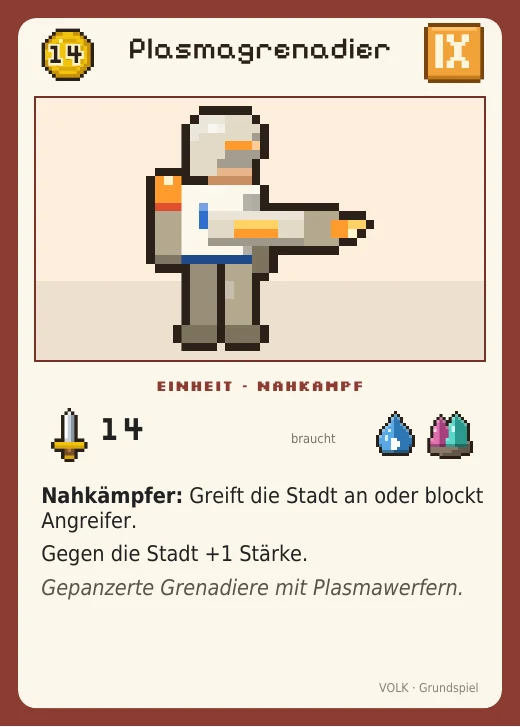 14 Plasmagrenadier IX
EINHEIT - NAHKAMPF
14 braucht
Nahkämpfer: Greift die Stadt an oder blockt
Angreifer.
Gegen die Stadt +1 Stärke.
Gepanzerte Grenadiere mit Plasmawerfern.
VOLK · Grundspiel